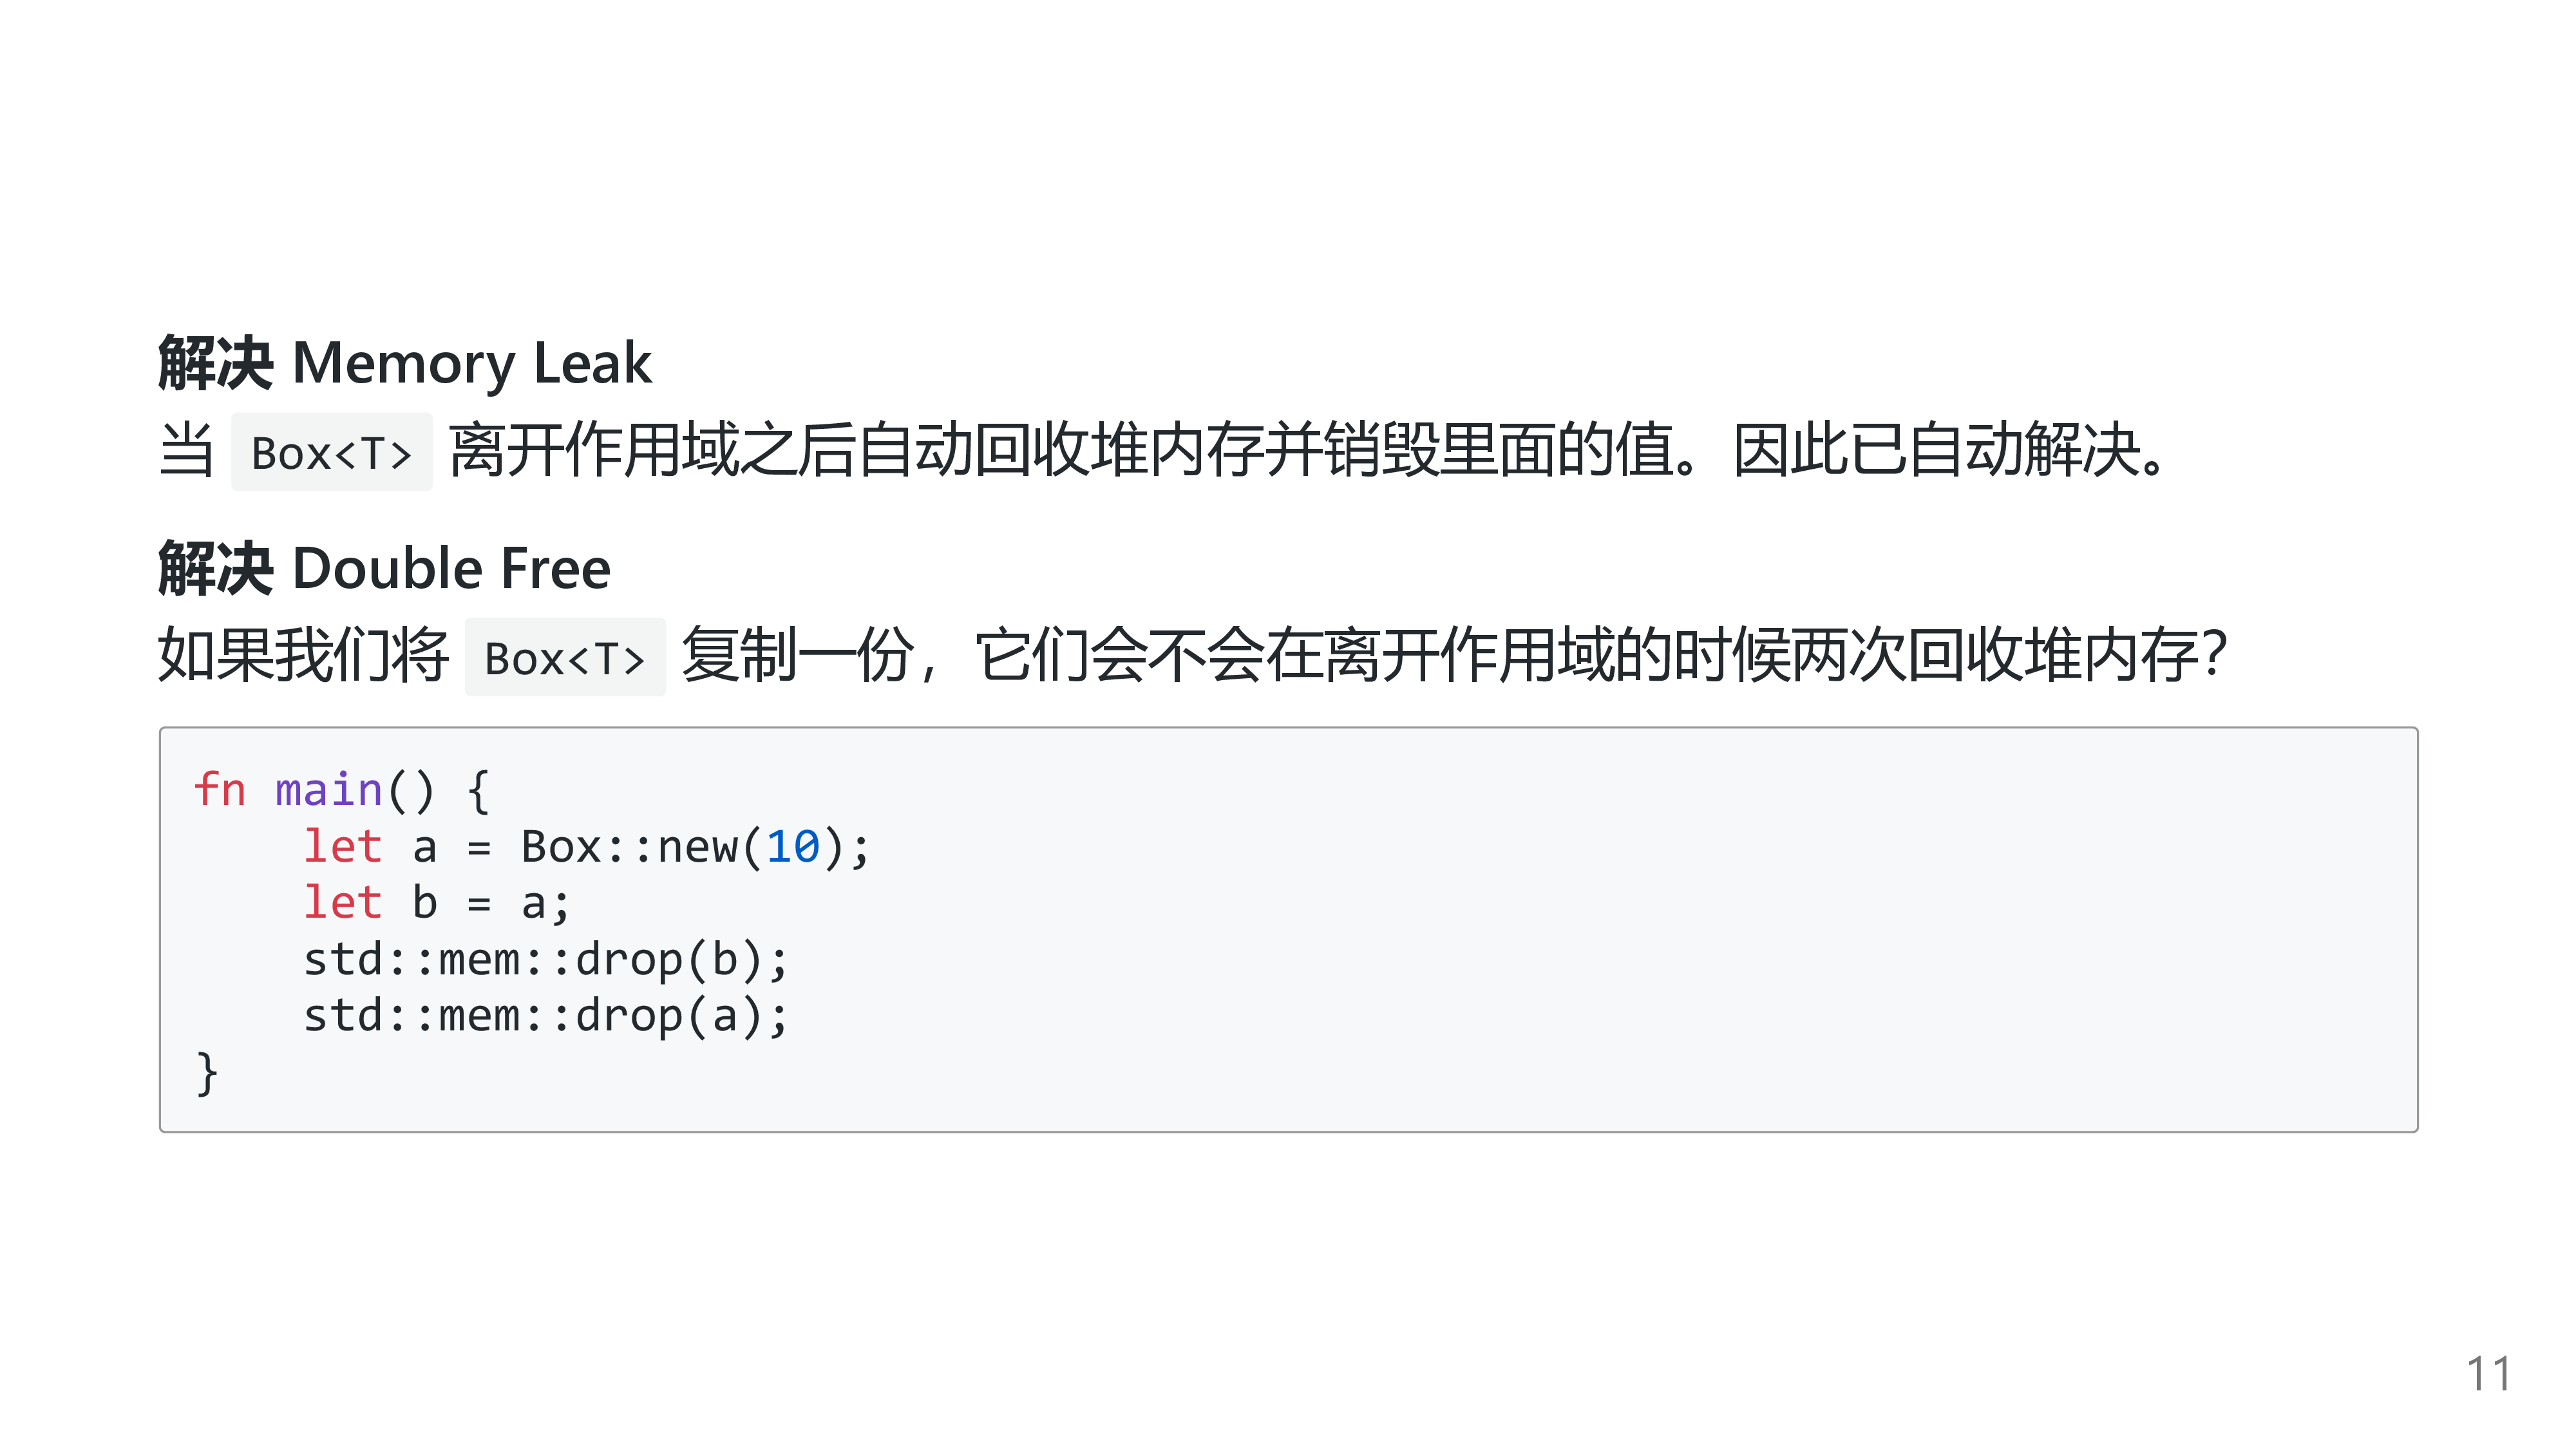 解决 Memory Leak
当 Box<T> 离开作用域之后自动回收堆内存并销毁里面的值。因此已自动解决。
解决 Double Free
如果我们将 Box<T> 复制一份，它们会不会在离开作用域的时候两次回收堆内存？
fn main() {
    let a = Box::new(10);
    let b = a;
    std::mem::drop(b);
    std::mem::drop(a);
}
11